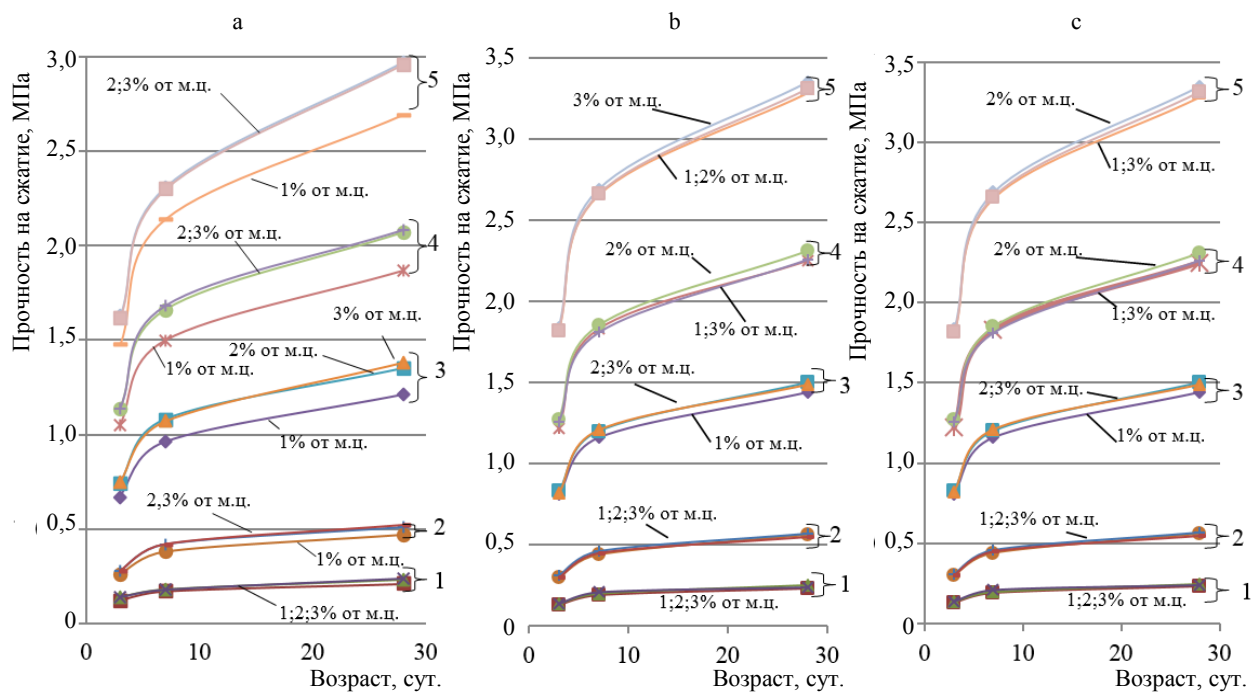 a
b
c
Прочность на сжатие, МПа
3,0
2,5
2,0
1,5
1,0
0,5
0
2;3% от м.ц.
5
1% от м.ц.
2;3% от м.ц.
4
1% от м.ц.
3% от м.ц.
2% от м.ц.
3
1% от м.ц.
2,3% от м.ц.
2
1% от м.ц.
1
1;2;3% от м.ц.
0
10
20
30
Возраст, сут.
Прочность на сжатие, МПа
3,5
3,0
2,5
2,0
1,5
1,0
0,5
0
3% от м.ц.
5
1;2% от м.ц.
2% от м.ц.
4
1;3% от м.ц.
2;3% от м.ц.
3
1% от м.ц.
1;2;3% от м.ц.
2
1
1;2;3% от м.ц.
0
10
20
30
Возраст, сут.
Прочность на сжатие, МПа
3,5
3,0
2,5
2,0
1,5
1,0
0,5
0
2% от м.ц.
5
1;3% от м.ц.
2% от м.ц.
4
1;3% от м.ц.
2;3% от м.ц.
3
1% от м.ц.
1;2;3% от м.ц.
2
1
1;2;3% от м.ц.
0
10
20
30
Возраст, сут.